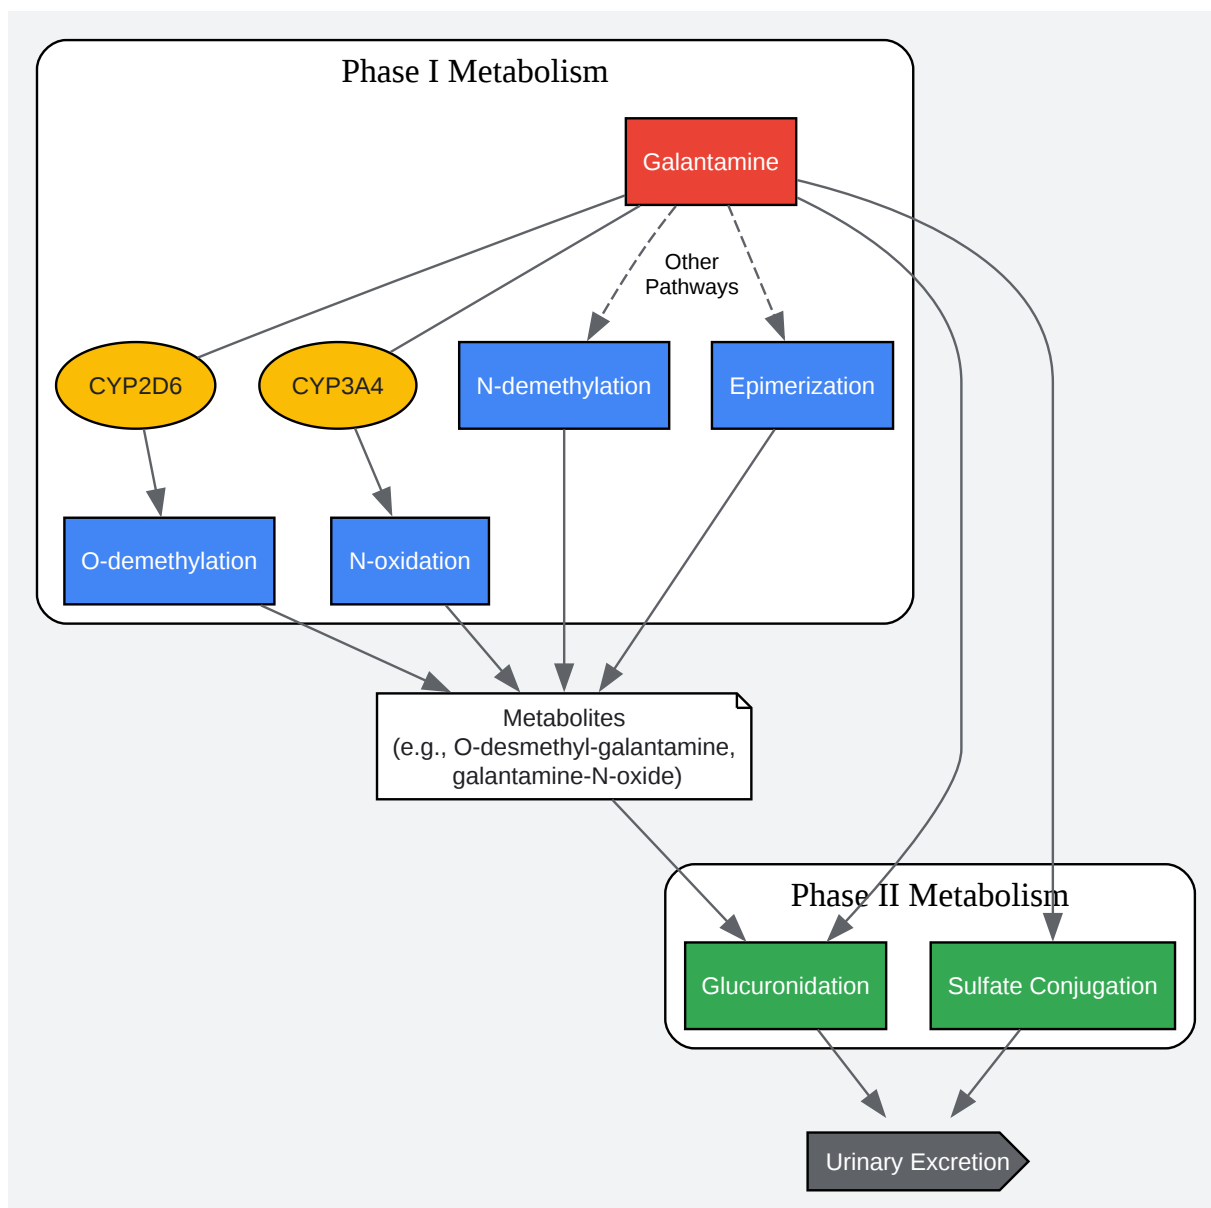 Phase I Metabolism
Galantamine
Other
Pathways
CYP2D6
CYP3A4
N-demethylation
Epimerization
O-demethylation
N-oxidation
Metabolites
(e.g., O-desmethyl-galantamine,
galantamine-N-oxide)
Phase II Metabolism
Glucuronidation
Sulfate Conjugation
Urinary Excretion